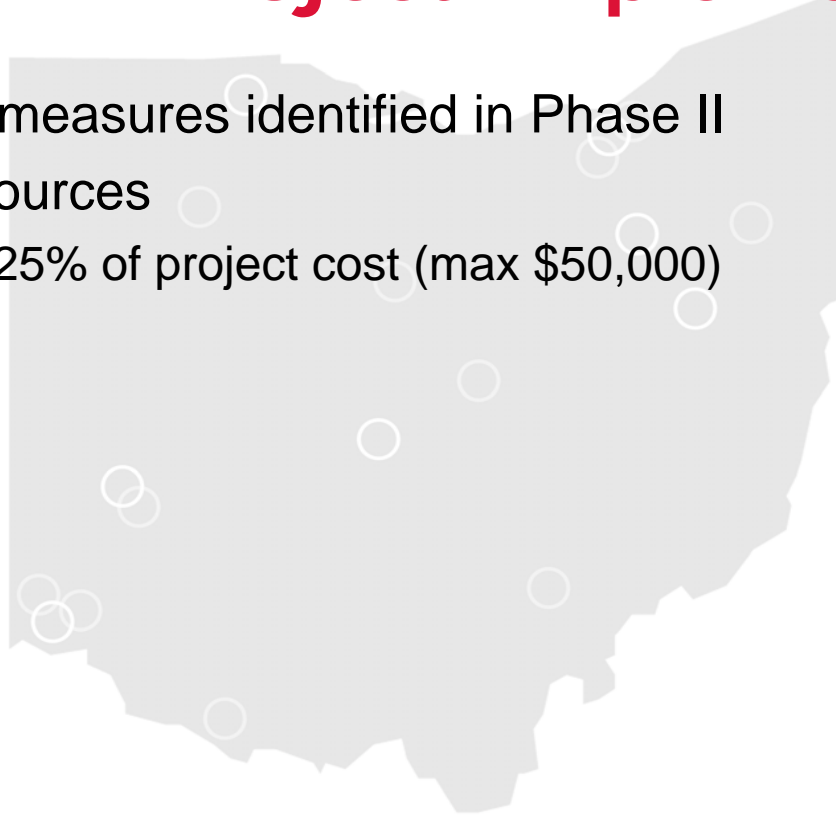 measures identified in Phase II
ources
25% of project cost (max $50,000)